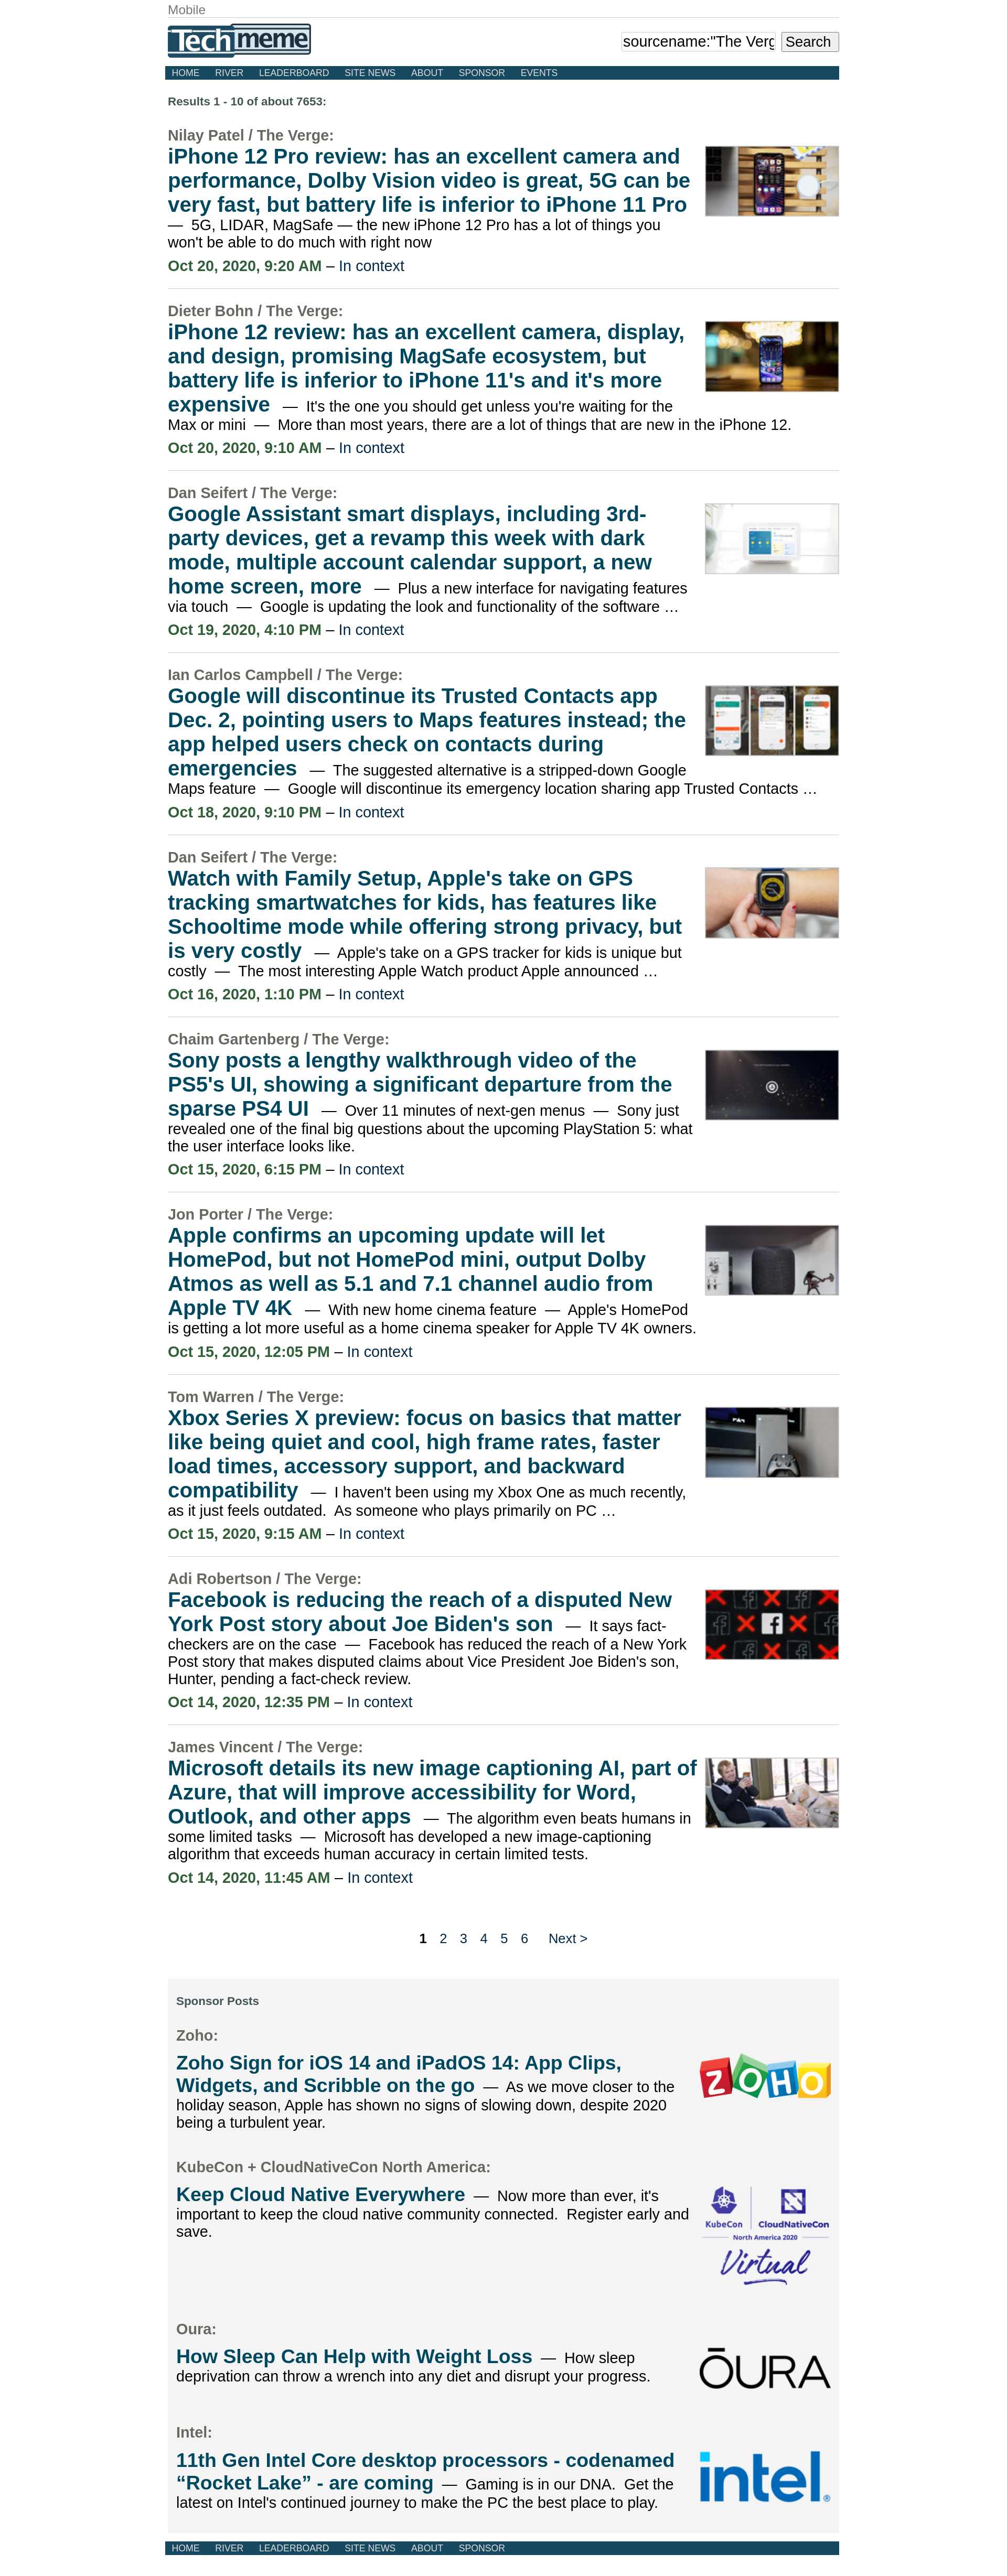 Mobile
Techmeme
sourcename:"The Verg
Search
HOME RIVER LEADERBOARD SITE NEWS ABOUT SPONSOR EVENTS
Results 1 - 10 of about 7653:
Nilay Patel / The Verge:
iPhone 12 Pro review: has an excellent camera and
performance, Dolby Vision video is great, 5G can be
very fast, but battery life is inferior to iPhone 11 Pro
— 5G, LIDAR, MagSafe — the new iPhone 12 Pro has a lot of things you
won't be able to do much with right now
Oct 20, 2020, 9:20 AM – In context
Dieter Bohn / The Verge:
iPhone 12 review: has an excellent camera, display,
and design, promising MagSafe ecosystem, but
battery life is inferior to iPhone 11's and it's more
expensive — It's the one you should get unless you're waiting for the
Max or mini — More than most years, there are a lot of things that are new in the iPhone 12.
Oct 20, 2020, 9:10 AM – In context
Dan Seifert / The Verge:
Google Assistant smart displays, including 3rd-
party devices, get a revamp this week with dark
mode, multiple account calendar support, a new
home screen, more — Plus a new interface for navigating features
via touch — Google is updating the look and functionality of the software …
Oct 19, 2020, 4:10 PM – In context
Ian Carlos Campbell / The Verge:
Google will discontinue its Trusted Contacts app
Dec. 2, pointing users to Maps features instead; the
app helped users check on contacts during
emergencies — The suggested alternative is a stripped-down Google
Maps feature — Google will discontinue its emergency location sharing app Trusted Contacts …
Oct 18, 2020, 9:10 PM – In context
Dan Seifert / The Verge:
Watch with Family Setup, Apple's take on GPS
tracking smartwatches for kids, has features like
Schooltime mode while offering strong privacy, but
is very costly — Apple's take on a GPS tracker for kids is unique but
costly — The most interesting Apple Watch product Apple announced …
Oct 16, 2020, 1:10 PM – In context
Chaim Gartenberg / The Verge:
Sony posts a lengthy walkthrough video of the
PS5's UI, showing a significant departure from the
sparse PS4 UI — Over 11 minutes of next-gen menus — Sony just
revealed one of the final big questions about the upcoming PlayStation 5: what
the user interface looks like.
Oct 15, 2020, 6:15 PM – In context
Jon Porter / The Verge:
Apple confirms an upcoming update will let
HomePod, but not HomePod mini, output Dolby
Atmos as well as 5.1 and 7.1 channel audio from
Apple TV 4K — With new home cinema feature — Apple's HomePod
is getting a lot more useful as a home cinema speaker for Apple TV 4K owners.
Oct 15, 2020, 12:05 PM – In context
Tom Warren / The Verge:
Xbox Series X preview: focus on basics that matter
like being quiet and cool, high frame rates, faster
load times, accessory support, and backward
compatibility — I haven't been using my Xbox One as much recently,
as it just feels outdated. As someone who plays primarily on PC …
Oct 15, 2020, 9:15 AM – In context
Adi Robertson / The Verge:
Facebook is reducing the reach of a disputed New
York Post story about Joe Biden's son — It says fact-
checkers are on the case — Facebook has reduced the reach of a New York
Post story that makes disputed claims about Vice President Joe Biden's son,
Hunter, pending a fact-check review.
Oct 14, 2020, 12:35 PM – In context
James Vincent / The Verge:
Microsoft details its new image captioning AI, part of
Azure, that will improve accessibility for Word,
Outlook, and other apps — The algorithm even beats humans in
some limited tasks — Microsoft has developed a new image-captioning
algorithm that exceeds human accuracy in certain limited tests.
Oct 14, 2020, 11:45 AM – In context
1 2 3 4 5 6 Next >
Sponsor Posts
Zoho:
Zoho Sign for iOS 14 and iPadOS 14: App Clips,
Widgets, and Scribble on the go — As we move closer to the
holiday season, Apple has shown no signs of slowing down, despite 2020
being a turbulent year.
ZOHO
KubeCon + CloudNativeCon North America:
Keep Cloud Native Everywhere — Now more than ever, it's
important to keep the cloud native community connected. Register early and
save.
KubeCon CloudNativeCon
North America 2020
Virtual
Oura:
How Sleep Can Help with Weight Loss — How sleep
deprivation can throw a wrench into any diet and disrupt your progress.
ŌURA
Intel:
11th Gen Intel Core desktop processors - codenamed
“Rocket Lake” - are coming — Gaming is in our DNA. Get the
latest on Intel's continued journey to make the PC the best place to play.
intel®
HOME RIVER LEADERBOARD SITE NEWS ABOUT SPONSOR